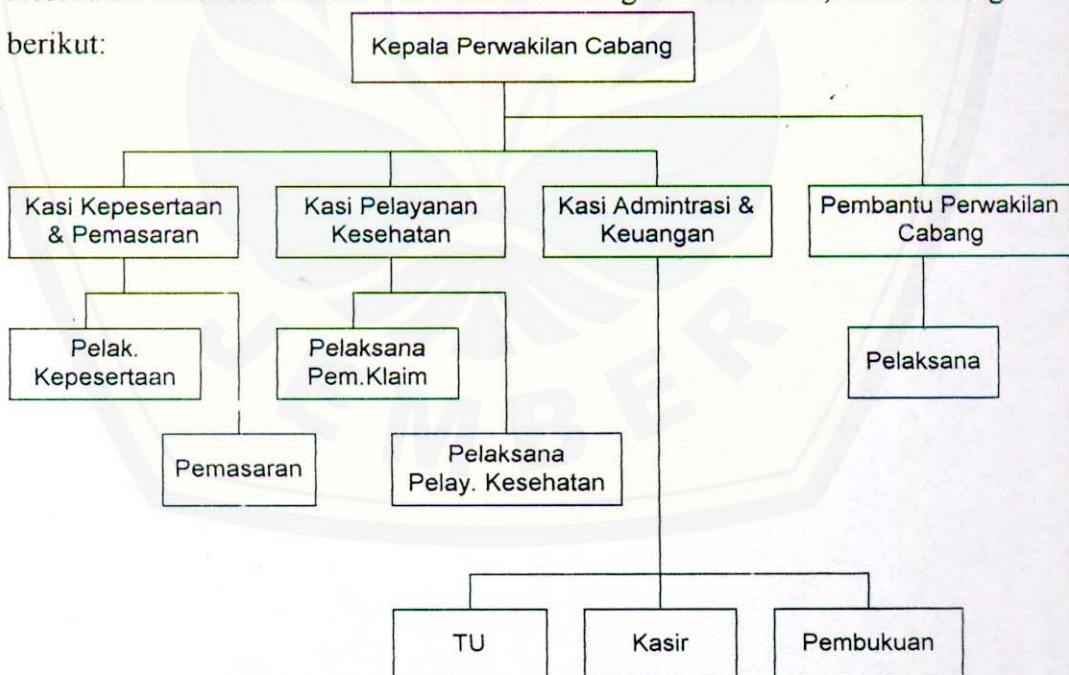 berikut:
Kepala Perwakilan Cabang
Kasi Kepesertaan
& Pemasaran
Kasi Pelayanan
Kesehatan
Kasi Admintrasi &
Keuangan
Pembantu Perwakilan
Cabang
Pelak.
Kepesertaan
Pelaksana
Pem.Klaim
Pelaksana
Pemasaran
Pelaksana
Pelay. Kesehatan
TU
Kasir
Pembukuan
JEMBER